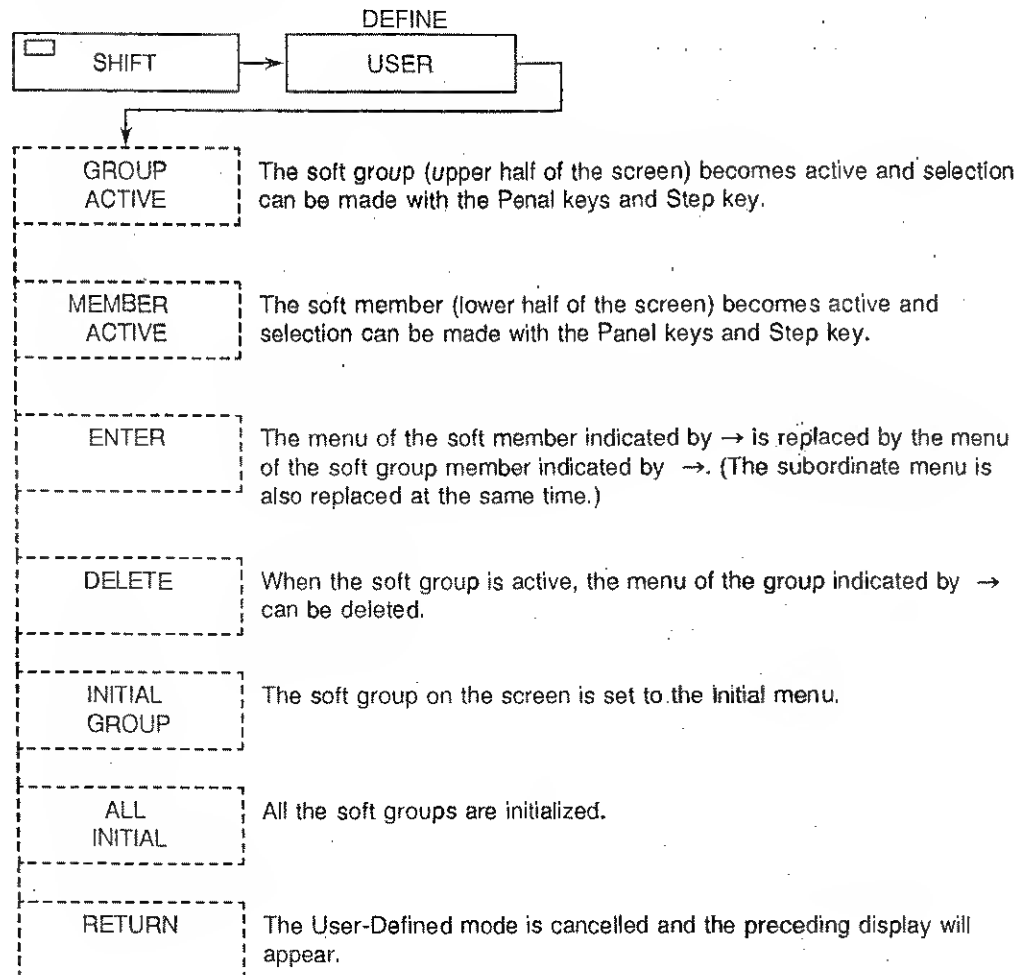 DEFINE
SHIFT → USER
GROUP
ACTIVE
The soft group (upper half of the screen) becomes active and selection
can be made with the Penal keys and Step key.
MEMBER
ACTIVE
The soft member (lower half of the screen) becomes active and
selection can be made with the Panel keys and Step key.
ENTER
The menu of the soft member indicated by → is replaced by the menu
of the soft group member indicated by →. (The subordinate menu is
also replaced at the same time.)
DELETE
When the soft group is active, the menu of the group indicated by →
can be deleted.
INITIAL
GROUP
The soft group on the screen is set to the Initial menu.
ALL
INITIAL
All the soft groups are initialized.
RETURN
The User-Defined mode is cancelled and the preceding display will
appear.